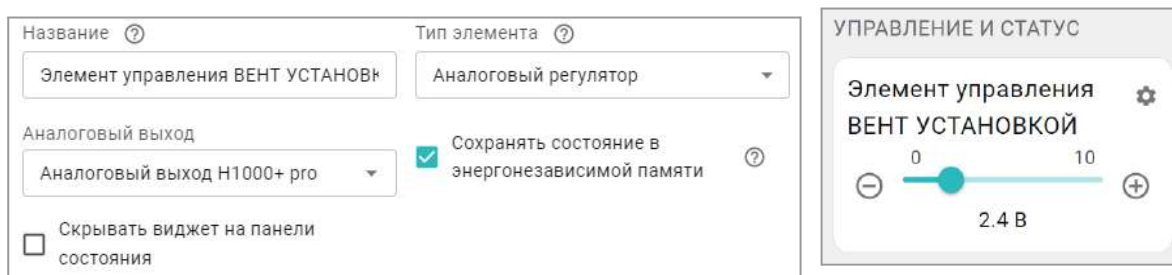 Название
Тип элемента
Элемент управления ВЕНТ УСТАНОВК
Аналоговый регулятор
Аналоговый выход
Аналоговый выход H1000+ pro
Сохранять состояние в
энергонезависимой памяти
Скрывать виджет на панели
состояния
УПРАВЛЕНИЕ И СТАТУС
Элемент управления
ВЕНТ УСТАНОВКОЙ
0 10
2.4 В